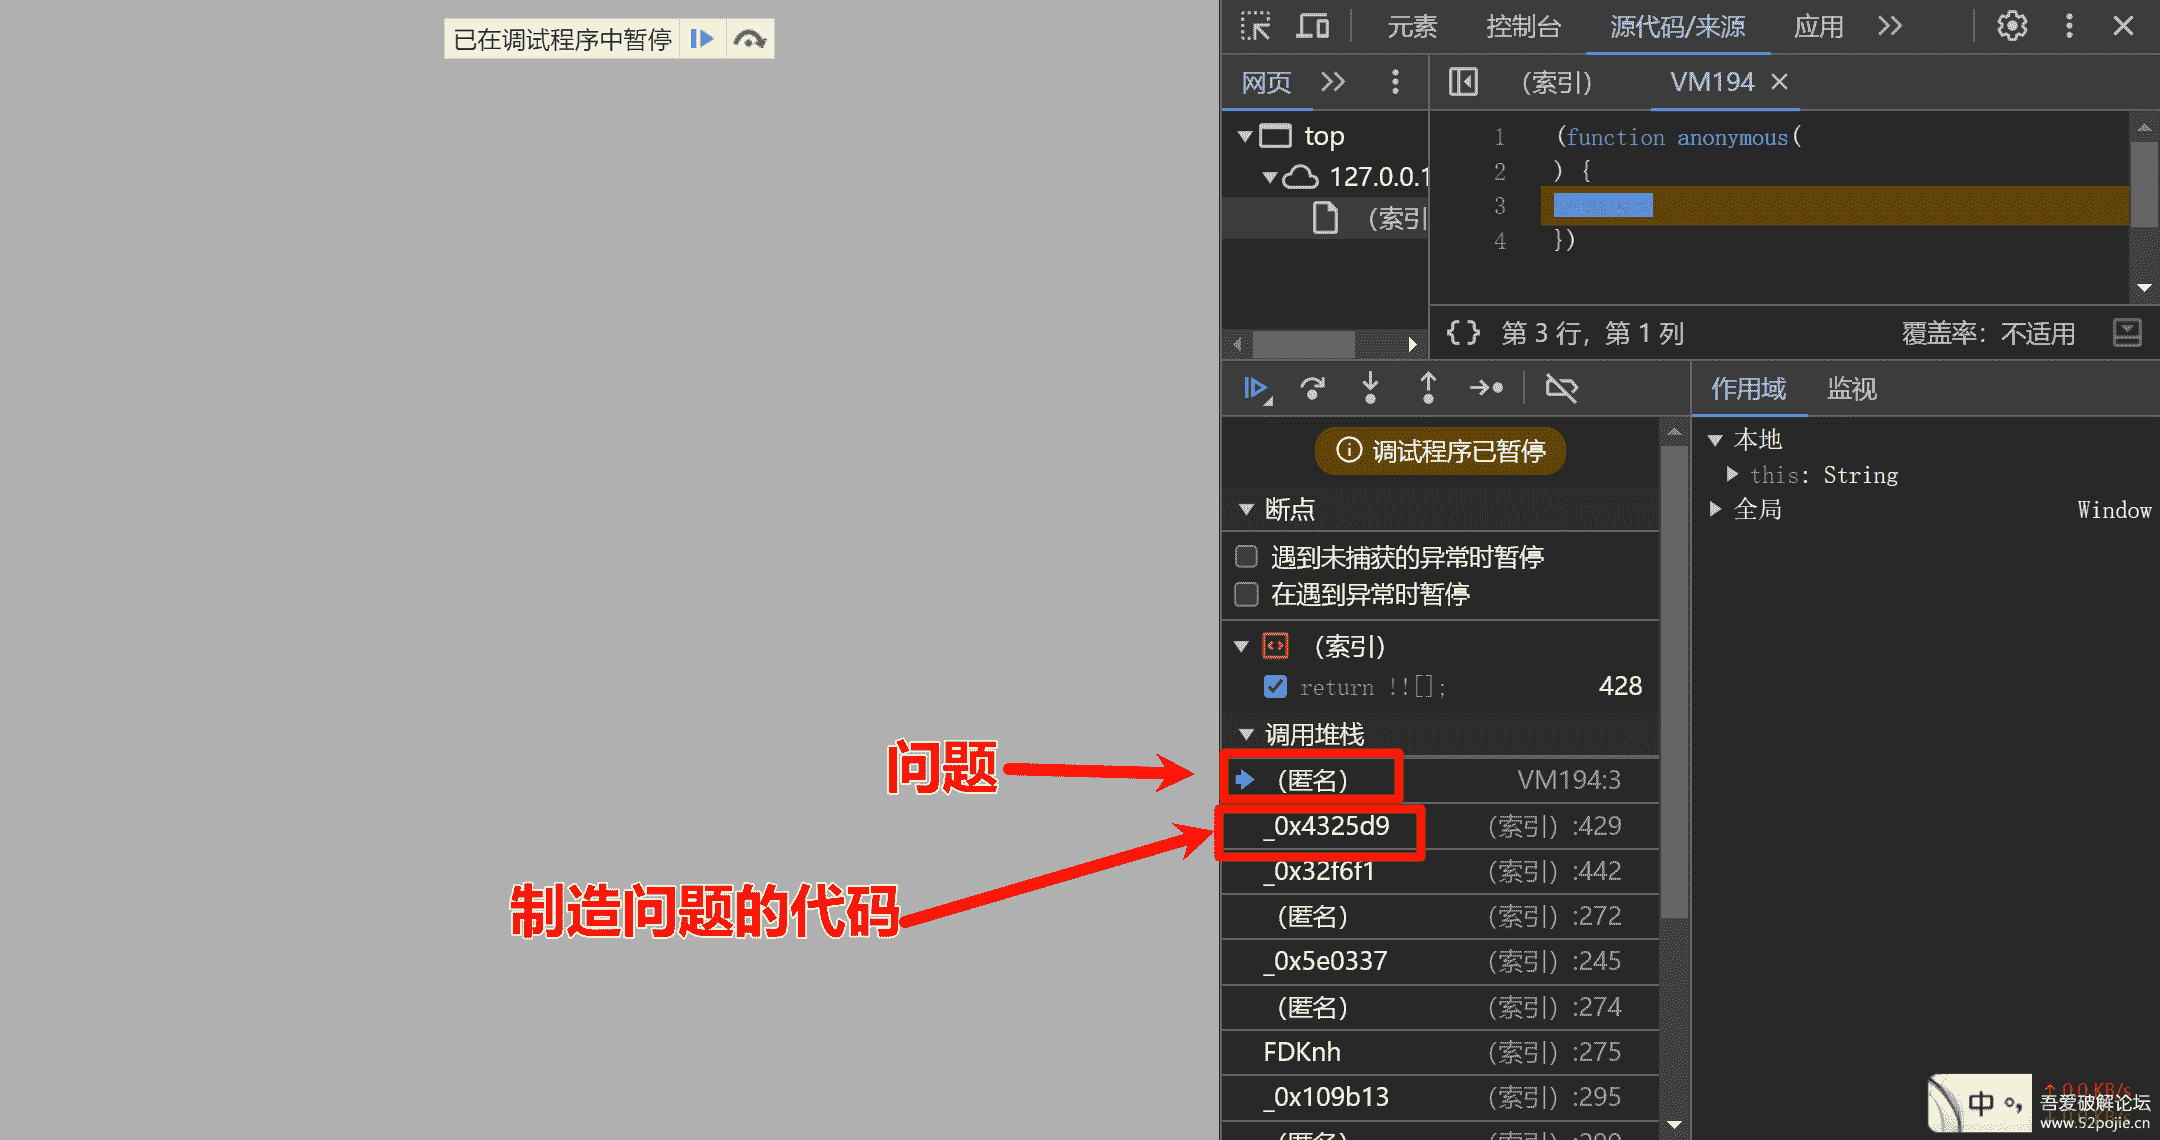 已在调试程序中暂停
元素 控制台 源代码/来源 应用
网页
(索引) VM194
top
127.0.0.1
(索引
1 (function anonymous(
2 ) {
3
4 })
{} 第 3 行，第 1 列 覆盖率：不适用
作用域 监视
调试程序已暂停
断点
遇到未捕获的异常时暂停
在遇到异常时暂停
(索引)
return !![]; 428
调用堆栈
(匿名) VM194:3
_0x4325d9 (索引) :429
_0x32f6f1 (索引) :442
(匿名) (索引) :272
_0x5e0337 (索引) :245
(匿名) (索引) :274
FDKnh (索引) :275
_0x109b13 (索引) :295
本地
this: String
全局 Window
问题
制造问题的代码
中 °,
吾爱破解论坛
www.52pojie.cn